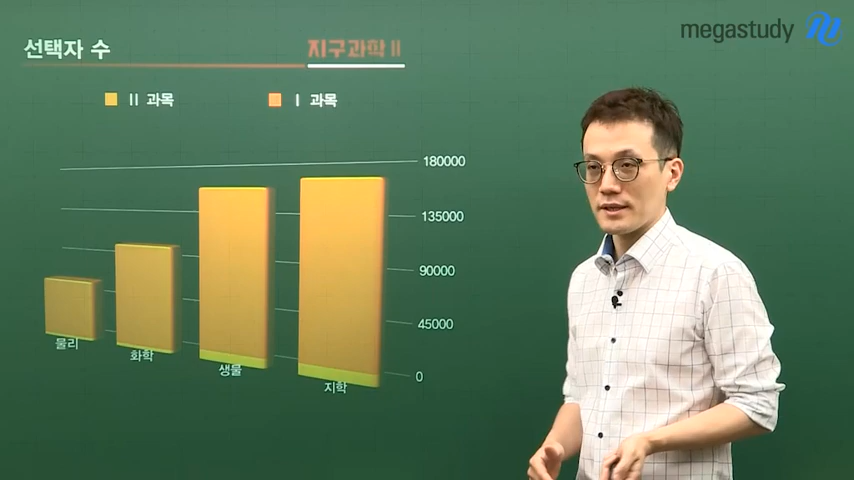 megastudy
선택자 수
지구과학 II
II 과목
I 과목
180000
135000
90000
45000
0
물리
화학
생물
지학